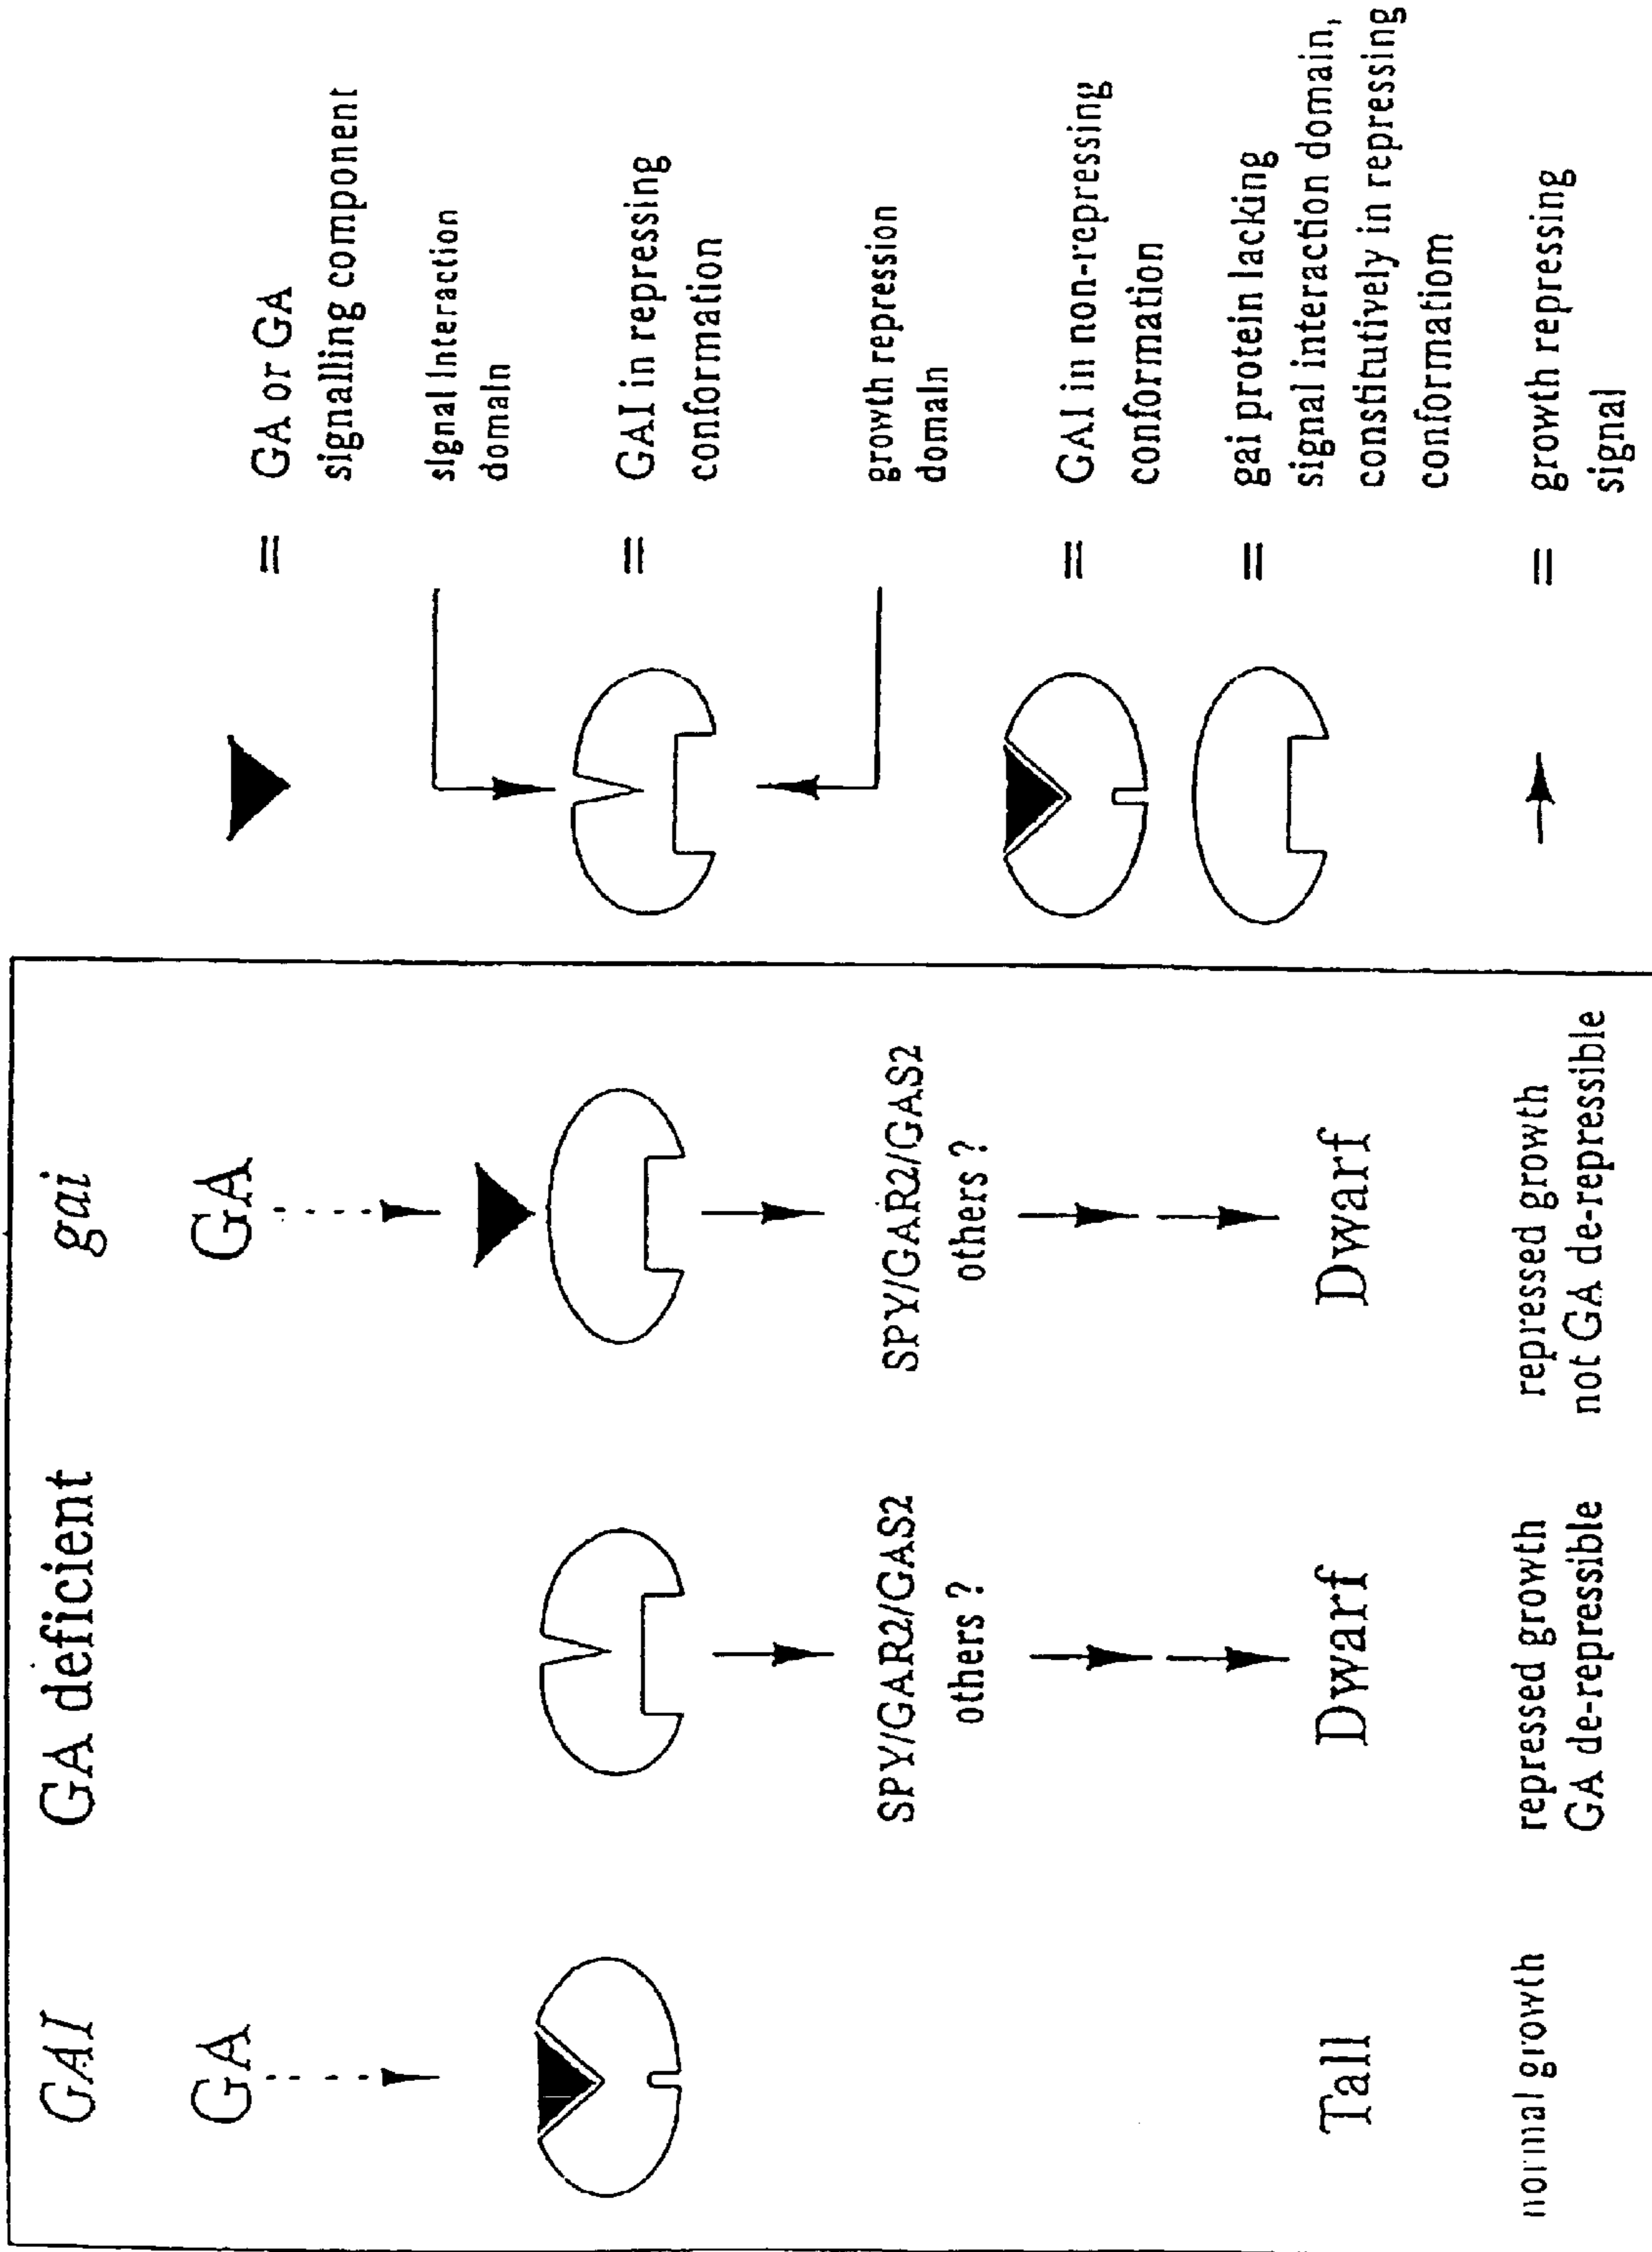 GAI
GA deficient
gai
GA
GA
SPY/GAR2/GAS2
others ?
SPY/GAR2/GAS2
others ?
Tall
Dwarf
Dwarf
normal growth
repressed growth
GA de-repressible
repressed growth
not GA de-repressible
= GA or GA
signalling component
signal Interaction
domain
= GAI in repressing
conformation
growth repression
domain
= GAI in non-repressing
conformation
= gai protein lacking
signal interaction domain,
constitutively in repressing
conformatiom
= growth repressing
signal